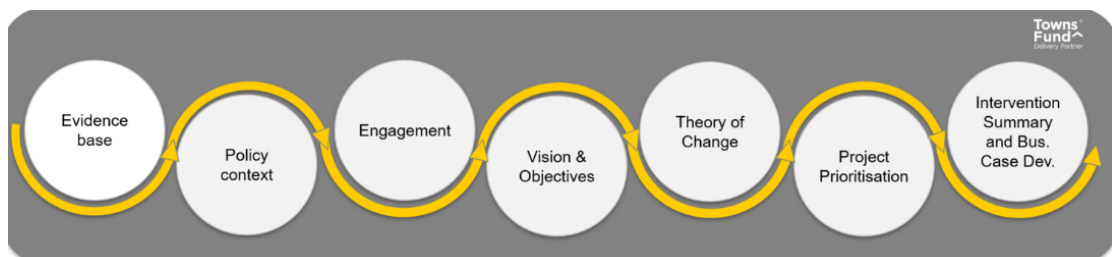 Towns
Fund
Delivery Partner
Evidence
base
Policy
context
Engagement
Vision &
Objectives
Theory of
Change
Project
Prioritisation
Intervention
Summary
and Bus.
Case Dev.